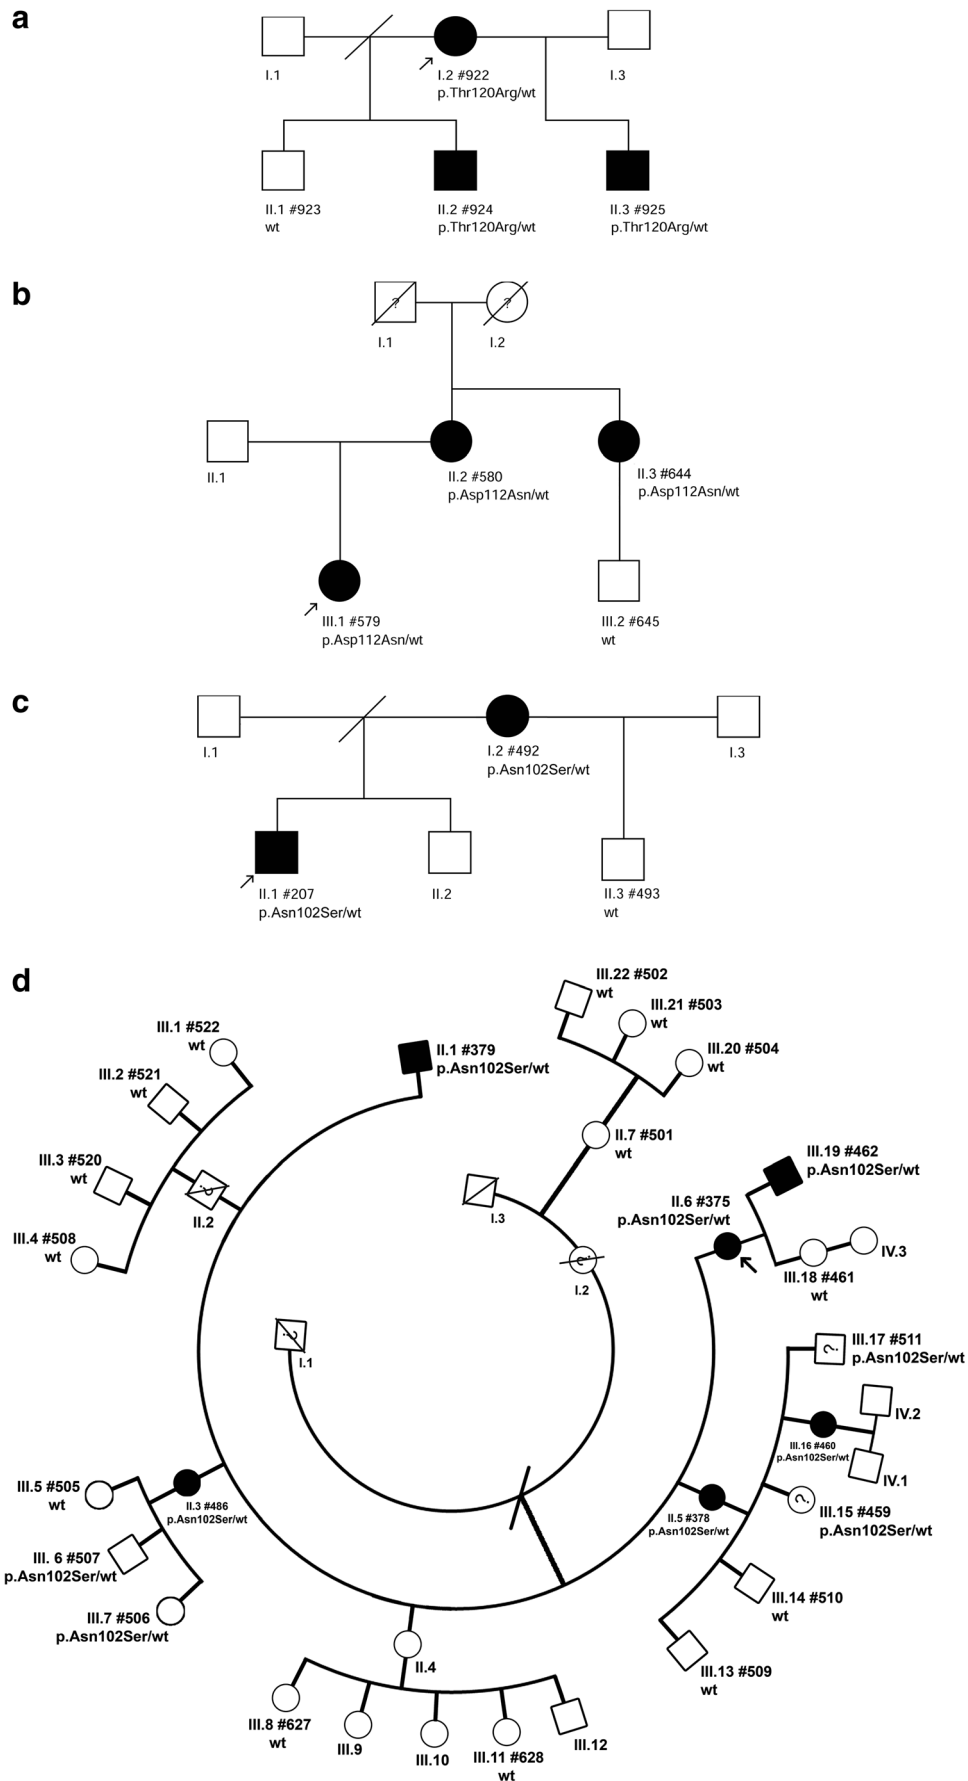 a
I.1
I.2 #922
p.Thr120Arg/wt
I.3
II.1 #923
wt
II.2 #924
p.Thr120Arg/wt
II.3 #925
p.Thr120Arg/wt
b
?
?
I.1
I.2
II.1
II.2 #580
p.Asp112Asn/wt
II.3 #644
p.Asp112Asn/wt
III.1 #579
p.Asp112Asn/wt
III.2 #645
wt
c
I.1
I.2 #492
p.Asn102Ser/wt
I.3
II.1 #207
p.Asn102Ser/wt
II.2
II.3 #493
wt
d
III.22 #502
wt
III.21 #503
wt
III.20 #504
wt
III.1 #522
wt
III.2 #521
wt
III.3 #520
wt
III.4 #508
wt
?
II.2
II.1 #379
p.Asn102Ser/wt
II.7 #501
wt
I.3
?
I.2
?
I.1
III.19 #462
p.Asn102Ser/wt
II.6 #375
p.Asn102Ser/wt
IV.3
III.18 #461
wt
?
III.17 #511
p.Asn102Ser/wt
IV.2
III.16 #460
p.Asn102Ser/wt
IV.1
?
III.15 #459
p.Asn102Ser/wt
II.5 #378
p.Asn102Ser/wt
III.14 #510
wt
III.13 #509
wt
III.5 #505
wt
II.3 #486
p.Asn102Ser/wt
III. 6 #507
p.Asn102Ser/wt
III.7 #506
p.Asn102Ser/wt
II.4
III.8 #627
wt
III.9
III.10
III.11 #628
wt
III.12